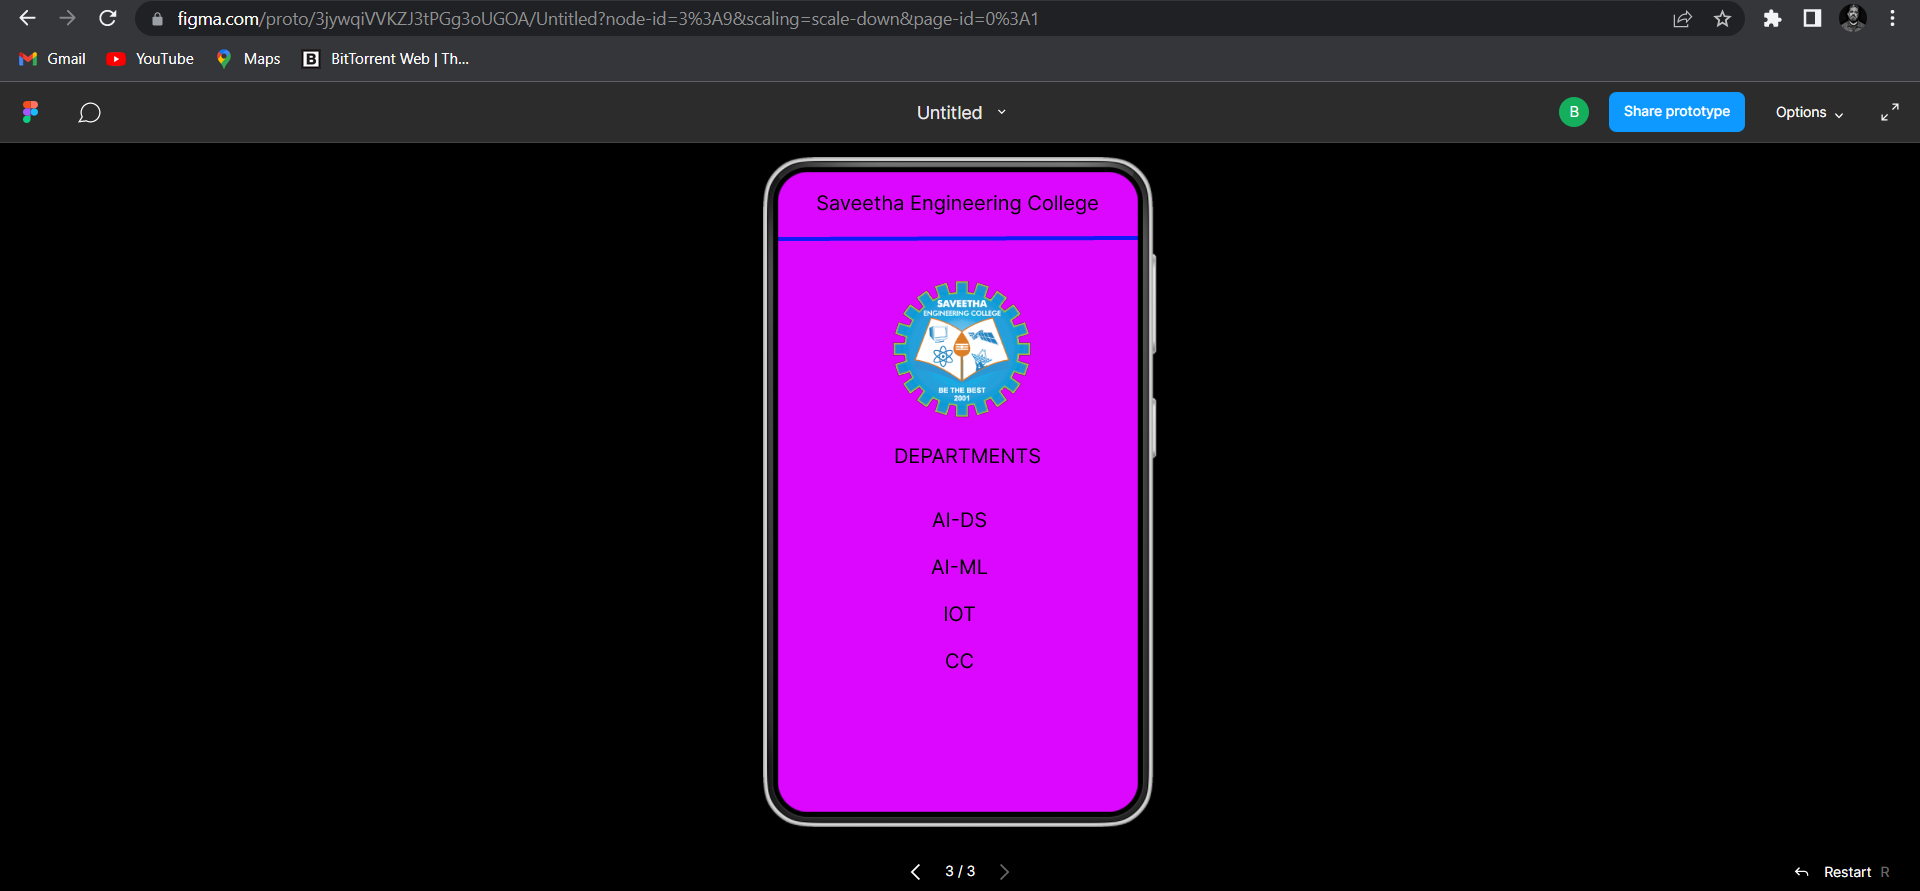 figma.com/proto/3jywqiVVKZJ3tPGg3oUGOA/Untitled?node-id=3%3A9&scaling=scale-down&page-id=0%3A1
Gmail YouTube Maps B BitTorrent Web | Th...
Untitled B Share prototype Options
Saveetha Engineering College
SAVEETHA
ENGINEERING COLLEGE
BE THE BEST
2001
DEPARTMENTS
AI-DS
AI-ML
IOT
CC
3 / 3
Restart R